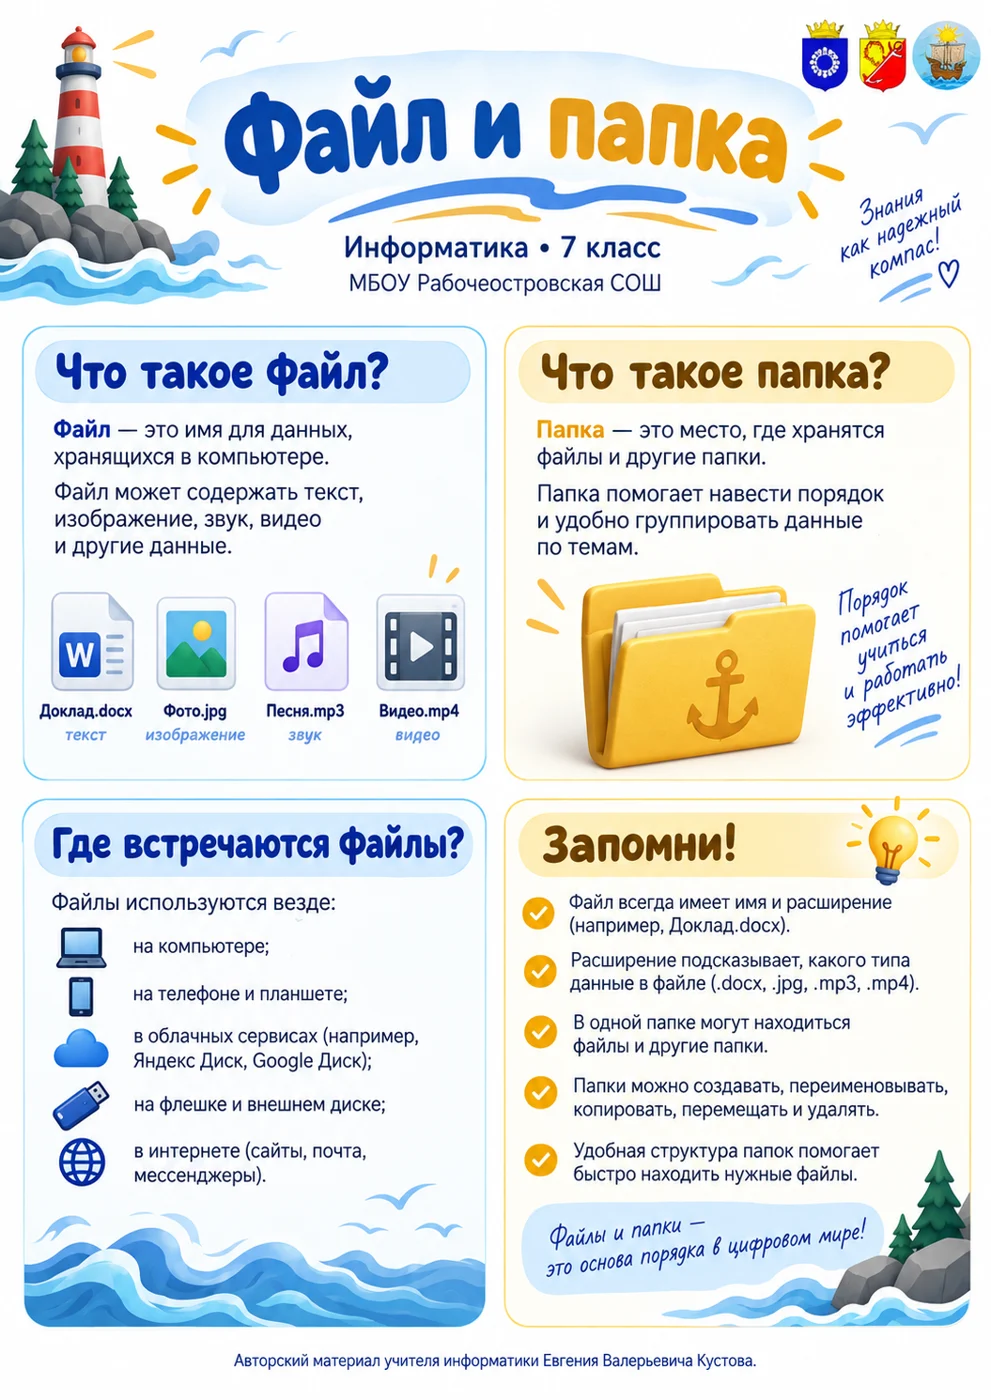 Файл и папка
Информатика • 7 класс
МБОУ Рабочеостровская СОШ
Знания
как надежный
компас!
Что такое файл?
Файл — это имя для данных,
хранящихся в компьютере.
Файл может содержать текст,
изображение, звук, видео
и другие данные.
W
Доклад.docx
текст
Фото.jpg
изображение
Песня.mp3
звук
Видео.mp4
видео
Что такое папка?
Папка — это место, где хранятся
файлы и другие папки.
Папка помогает навести порядок
и удобно группировать данные
по темам.
Порядок
помогает
учиться
и работать
эффективно!
Где встречаются файлы?
Файлы используются везде:
на компьютере;
на телефоне и планшете;
в облачных сервисах (например,
Яндекс Диск, Google Диск);
на флешке и внешнем диске;
в интернете (сайты, почта,
мессенджеры).
Запомни!
Файл всегда имеет имя и расширение
(например, Доклад.docx).
Расширение подсказывает, какого типа
данные в файле (.docx, .jpg, .mp3, .mp4).
В одной папке могут находиться
файлы и другие папки.
Папки можно создавать, переименовывать,
копировать, перемещать и удалять.
Удобная структура папок помогает
быстро находить нужные файлы.
Файлы и папки —
это основа порядка в цифровом мире!
Авторский материал учителя информатики Евгения Валерьевича Кустова.